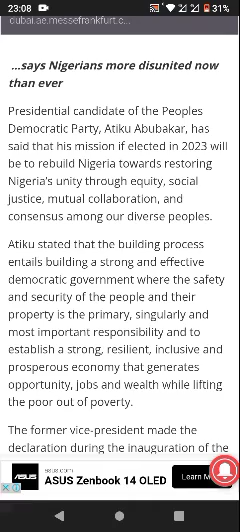 23:08
31%
dubai.ae.messefrankfurt.c...
...says Nigerians more disunited now
than ever
Presidential candidate of the Peoples
Democratic Party, Atiku Abubakar, has
said that his mission if elected in 2023 will
be to rebuild Nigeria towards restoring
Nigeria's unity through equity, social
justice, mutual collaboration, and
consensus among our diverse peoples.
Atiku stated that the building process
entails building a strong and effective
democratic government where the safety
and security of the people and their
property is the primary, singularly and
most important responsibility and to
establish a strong, resilient, inclusive and
prosperous economy that generates
opportunity, jobs and wealth while lifting
the poor out of poverty.
The former vice-president made the
declaration during the inauguration of the
asus.com
ASUS
ASUS Zenbook 14 OLED
Learn